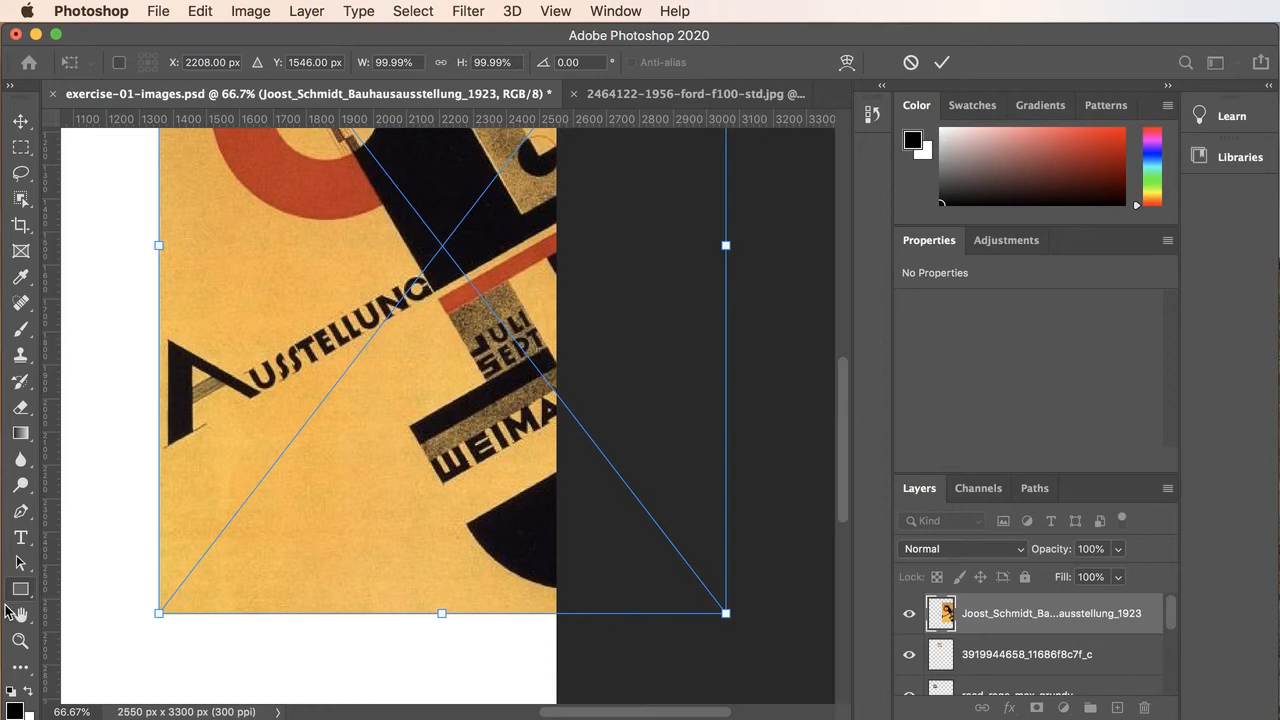 Photoshop File Edit Image Layer Type Select Filter 3D View Window Help
Adobe Photoshop 2020
X: 2208.00 px Y: 1546.00 px W: 99.99% H: 99.99% 0.00 ° Anti-alias
exercise-01-images.psd @ 66.7% (Joost_Schmidt_Bauhausausstellung_1923, RGB/8) * 2464122-1956-ford-f100-std.jpg @...
1100 1200 1300 1400 1500 1600 1700 1800 1900 2000 2100 2200 2300 2400 2500 2600 2700 2800 2900 3000 3100 3200 3300
Color Swatches Gradients Patterns
Learn
Libraries
Properties Adjustments
No Properties
AUSSTELLUNG
JULI
SEPT
WEIMA
Layers Channels Paths
Kind
Normal Opacity: 100%
Lock: Fill: 100%
Joost_Schmidt_Ba...ausstellung_1923
3919944658_11686f8c7f_c
66.67% 2550 px x 3300 px (300 ppi)